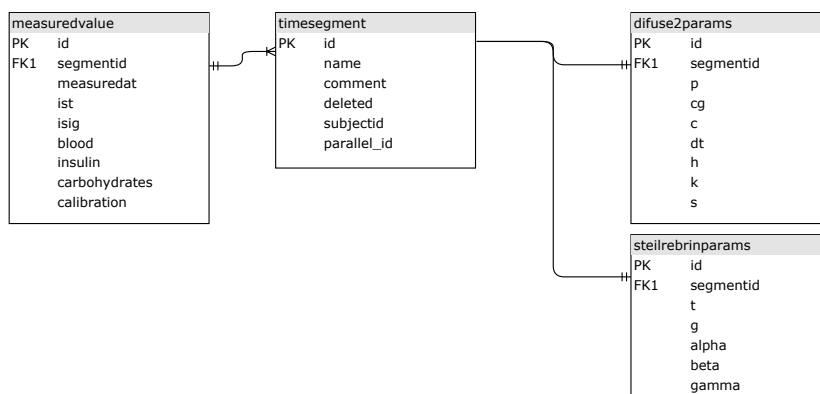 measuredvalue
PK id
FK1 segmentid
measuredat
ist
isig
blood
insulin
carbohydrates
calibration
timesegment
PK id
name
comment
deleted
subjectid
parallel_id
difuse2params
PK id
FK1 segmentid
p
cg
c
dt
h
k
s
steilrebrinparams
PK id
FK1 segmentid
t
g
alpha
beta
gamma